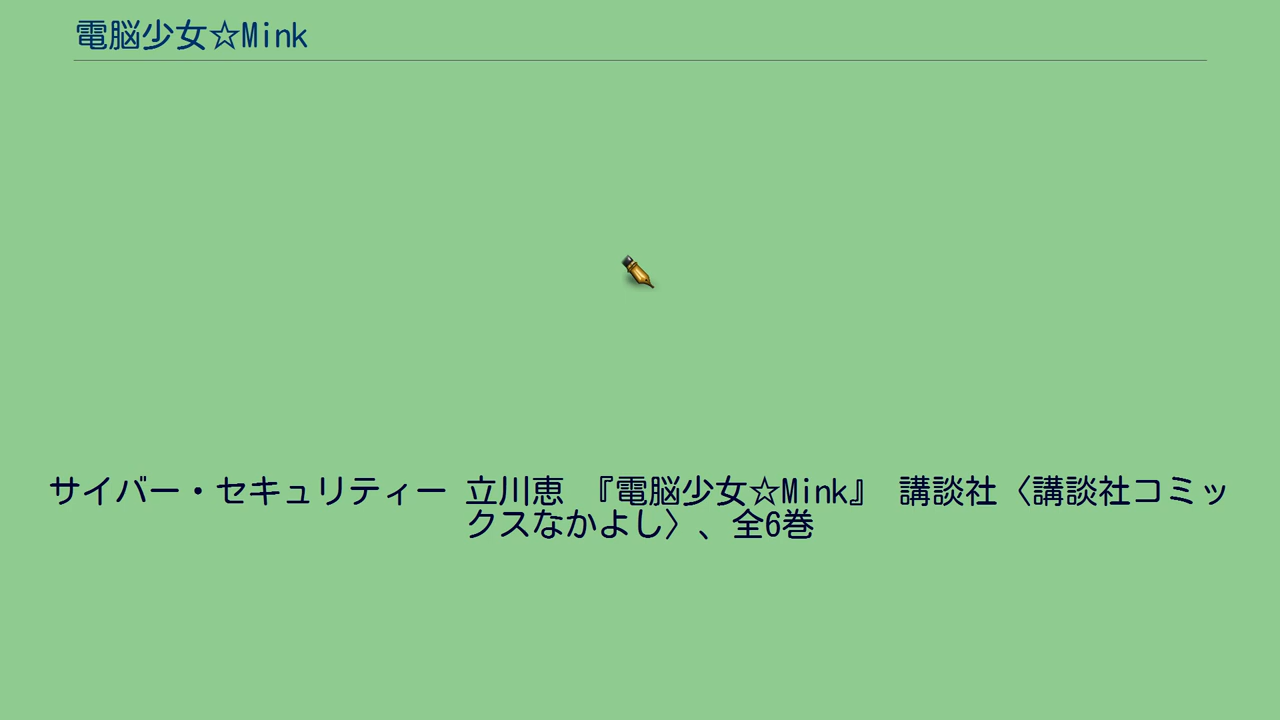 電脳少女☆Mink
サイバー・セキュリティー 立川恵 『電脳少女☆Mink』 講談社〈講談社コミッ
クスなかよし〉、全6巻